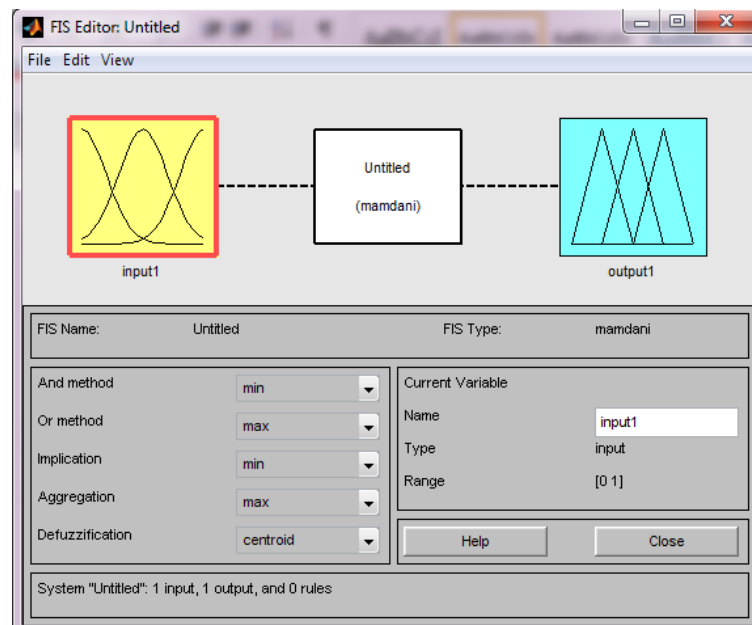 FIS Editor: Untitled
File Edit View
Untitled
(mamdani)
input1
output1
FIS Name: Untitled FIS Type: mamdani
And method min
Or method max
Implication min
Aggregation max
Defuzzification centroid
Current Variable
Name input1
Type input
Range [0 1]
Help Close
System "Untitled": 1 input, 1 output, and 0 rules